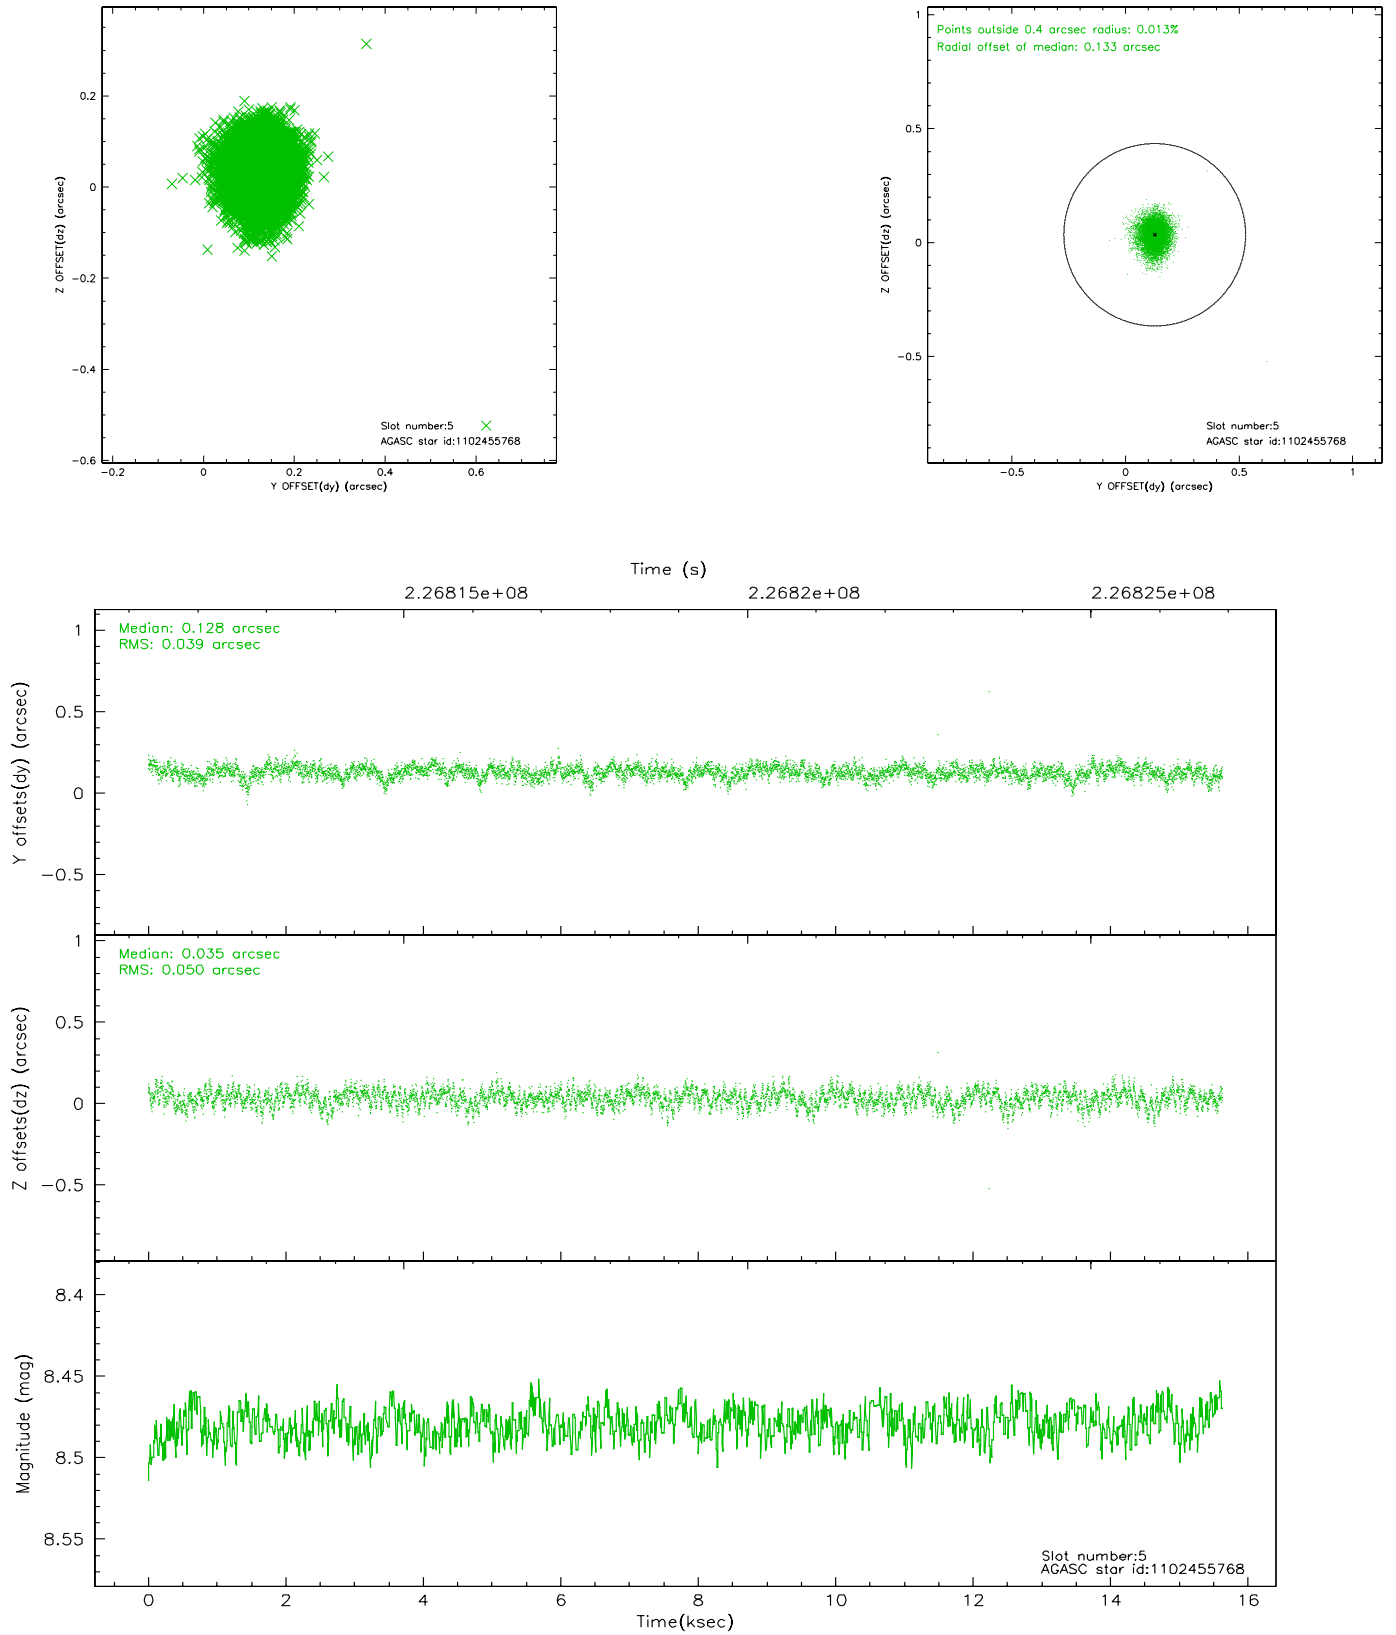 0.2
0
−0.2
−0.4
−0.6
Z OFFSET(dz) (arcsec)
Slot number:5
AGASC star id:1102455768
−0.2 0 0.2 0.4 0.6
Y OFFSET(dy) (arcsec)
Points outside 0.4 arcsec radius: 0.013%
Radial offset of median: 0.133 arcsec
1
0.5
0
−0.5
Z OFFSET(dz) (arcsec)
Slot number:5
AGASC star id:1102455768
−0.5 0 0.5 1
Y OFFSET(dy) (arcsec)
Time (s)
2.26815e+08 2.2682e+08 2.26825e+08
Median: 0.128 arcsec
RMS: 0.039 arcsec
1
0.5
0
−0.5
Y offsets(dy) (arcsec)
Median: 0.035 arcsec
RMS: 0.050 arcsec
1
0.5
0
−0.5
Z offsets(dz) (arcsec)
8.4
8.45
8.5
8.55
Magnitude (mag)
Slot number:5
AGASC star id:1102455768
0 2 4 6 8 10 12 14 16
Time(ksec)